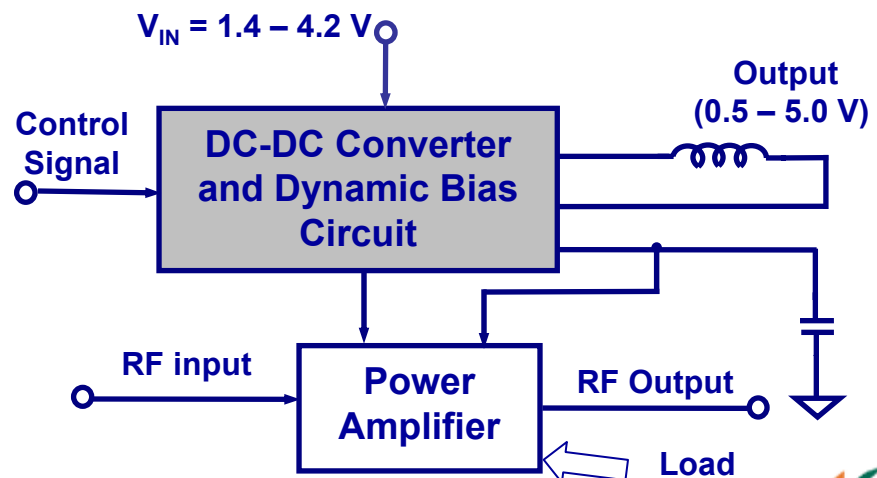 V_IN = 1.4 – 4.2 V
Output
(0.5 – 5.0 V)
Control
Signal
DC-DC Converter
and Dynamic Bias
Circuit
RF input
Power
Amplifier
RF Output
Load